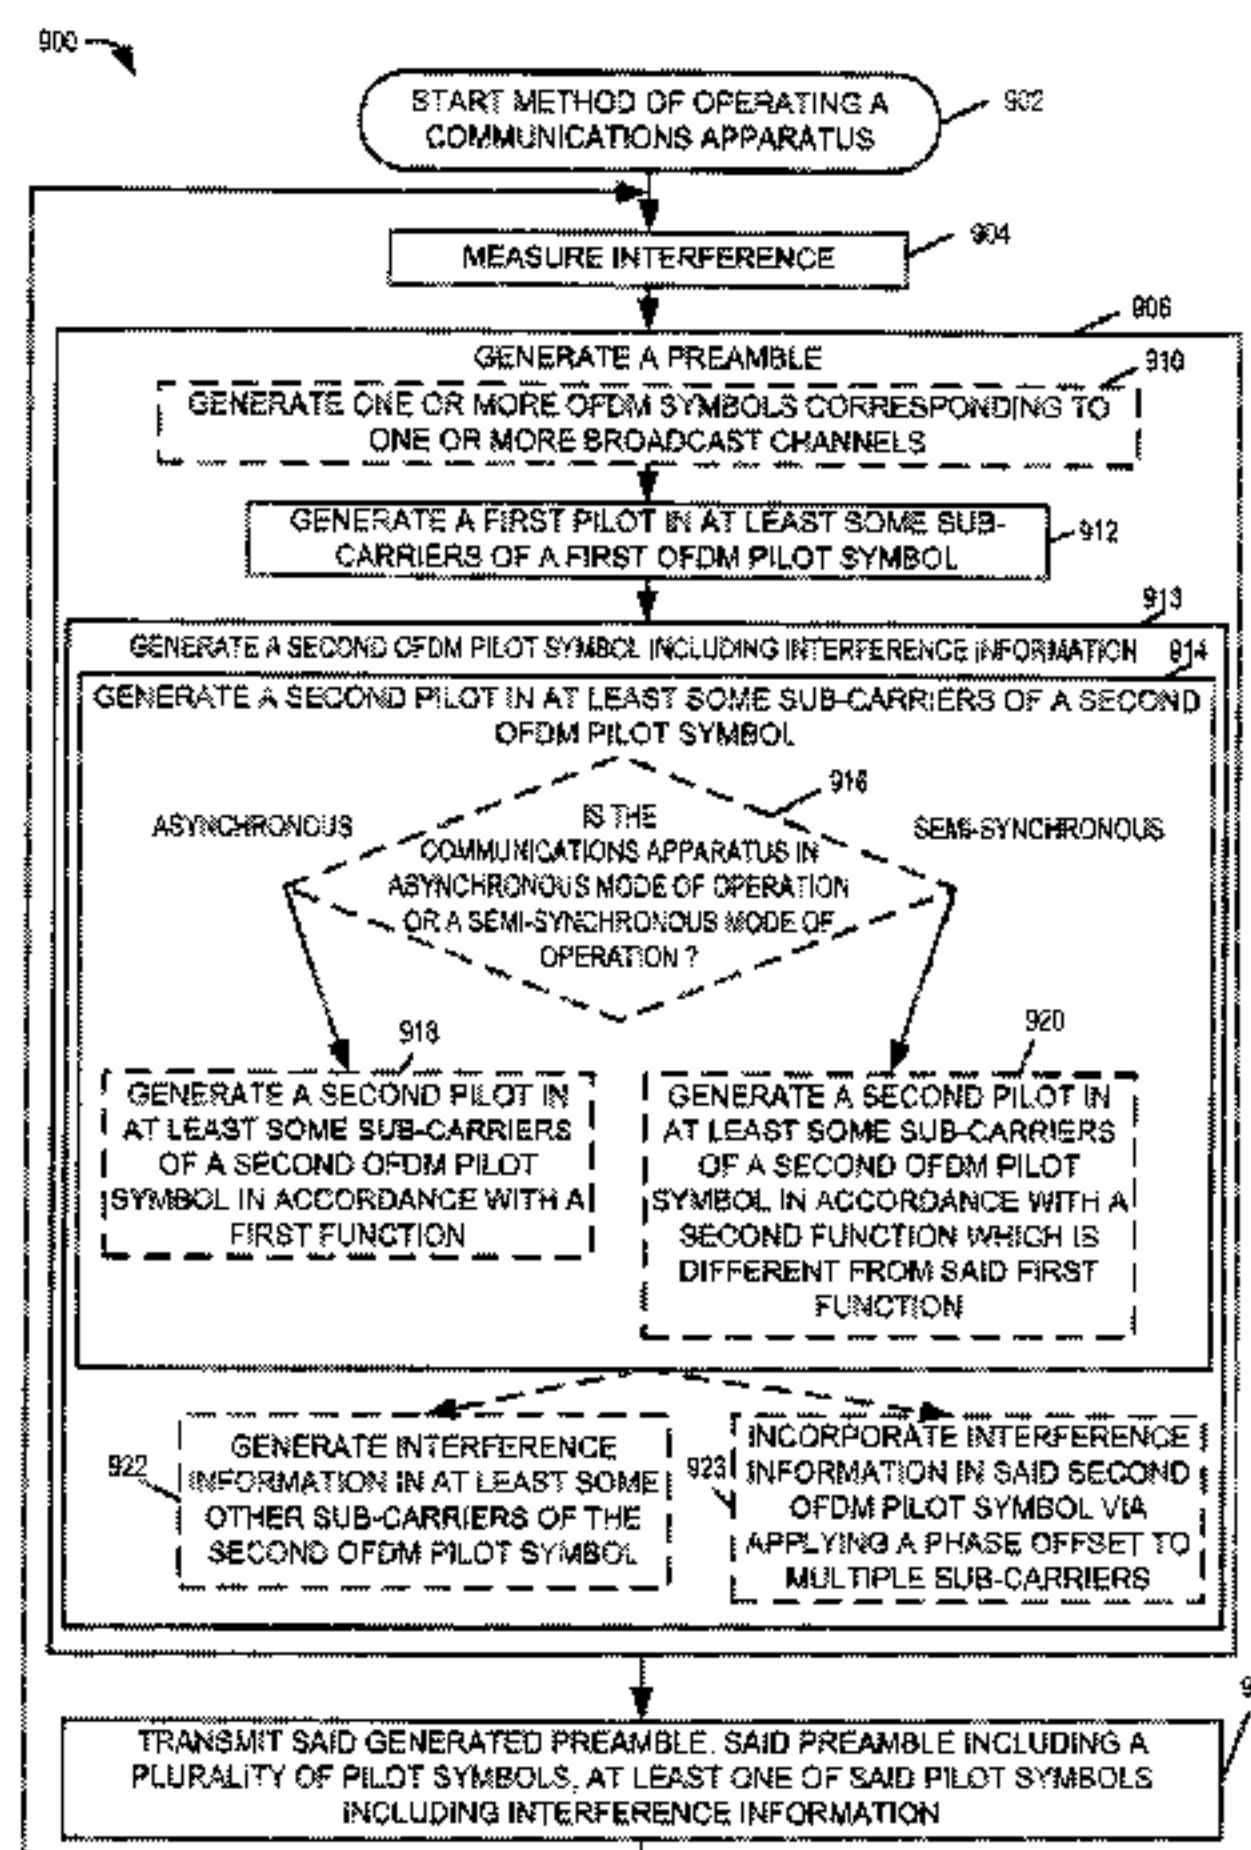 900
START METHOD OF OPERATING A
COMMUNICATIONS APPARATUS
902
MEASURE INTERFERENCE
904
906
GENERATE A PREAMBLE
910
GENERATE ONE OR MORE OFDM SYMBOLS CORRESPONDING TO
ONE OR MORE BROADCAST CHANNELS
GENERATE A FIRST PILOT IN AT LEAST SOME SUB-
CARRIERS OF A FIRST OFDM PILOT SYMBOL
912
913
GENERATE A SECOND OFDM PILOT SYMBOL INCLUDING INTERFERENCE INFORMATION
914
GENERATE A SECOND PILOT IN AT LEAST SOME SUB-CARRIERS OF A SECOND
OFDM PILOT SYMBOL
916
ASYNCHRONOUS
SEMI-SYNCHRONOUS
IS THE
COMMUNICATIONS APPARATUS IN
ASYNCHRONOUS MODE OF OPERATION
OR A SEMI-SYNCHRONOUS MODE OF
OPERATION ?
918
GENERATE A SECOND PILOT IN
AT LEAST SOME SUB-CARRIERS
OF A SECOND OFDM PILOT
SYMBOL IN ACCORDANCE WITH A
FIRST FUNCTION
920
GENERATE A SECOND PILOT IN
AT LEAST SOME SUB-CARRIERS
OF A SECOND OFDM PILOT
SYMBOL IN ACCORDANCE WITH A
SECOND FUNCTION WHICH IS
DIFFERENT FROM SAID FIRST
FUNCTION
922
GENERATE INTERFERENCE
INFORMATION IN AT LEAST SOME
OTHER SUB-CARRIERS OF THE
SECOND OFDM PILOT SYMBOL
923
INCORPORATE INTERFERENCE
INFORMATION IN SAID SECOND
OFDM PILOT SYMBOL VIA
APPLYING A PHASE OFFSET TO
MULTIPLE SUB-CARRIERS
TRANSMIT SAID GENERATED PREAMBLE, SAID PREAMBLE INCLUDING A
PLURALITY OF PILOT SYMBOLS, AT LEAST ONE OF SAID PILOT SYMBOLS
INCLUDING INTERFERENCE INFORMATION